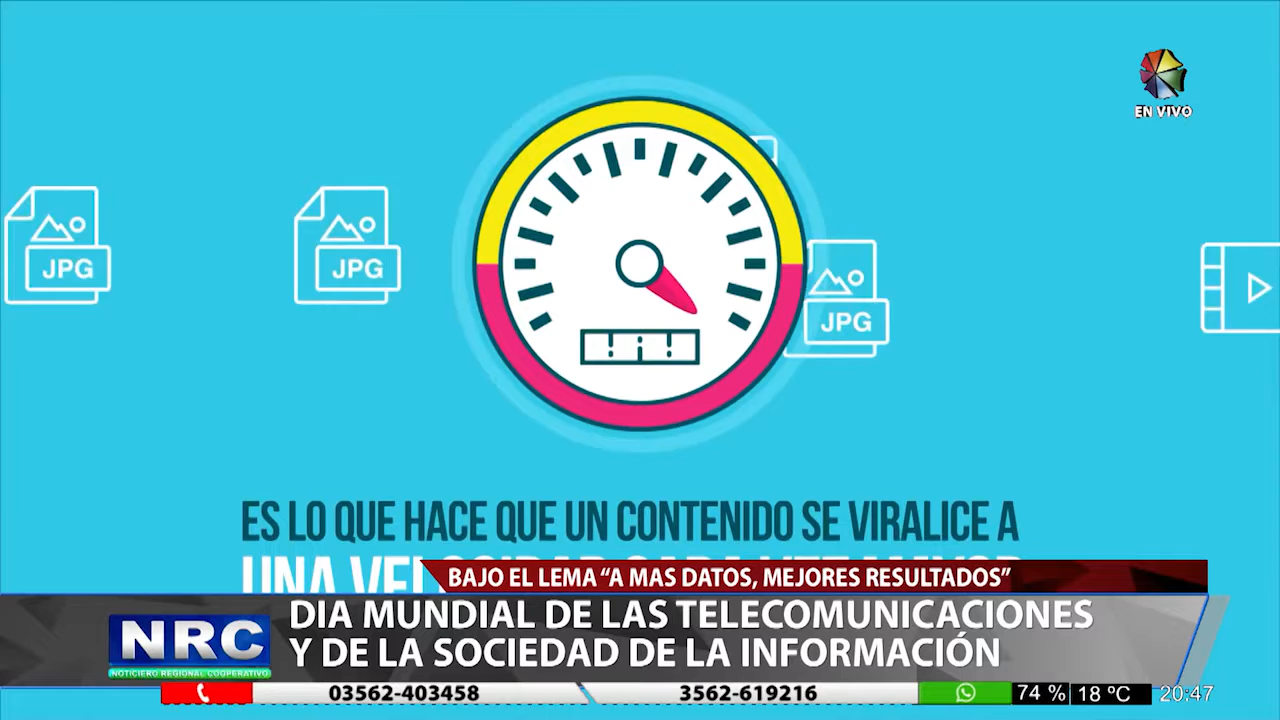 EN VIVO
JPG
JPG
JPG
ES LO QUE HACE QUE UN CONTENIDO SE VIRALICE A
UNA
BAJO EL LEMA “A MAS DATOS, MEJORES RESULTADOS”
DIA MUNDIAL DE LAS TELECOMUNICACIONES
Y DE LA SOCIEDAD DE LA INFORMACIÓN
NRC
NOTICIERO REGIONAL COOPERATIVO
03562-403458
3562-619216
74 %
18 ºC
20:47